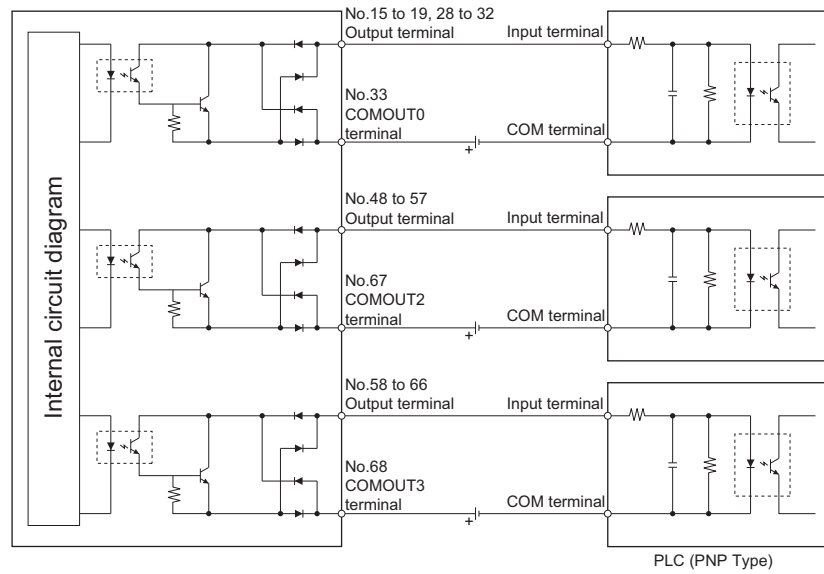 No.15 to 19, 28 to 32
Output terminal
Input terminal
No.33
COMOUT0
terminal
COM terminal
+
Internal circuit diagram
No.48 to 57
Output terminal
Input terminal
No.67
COMOUT2
terminal
COM terminal
+
No.58 to 66
Output terminal
Input terminal
No.68
COMOUT3
terminal
COM terminal
+
PLC (PNP Type)